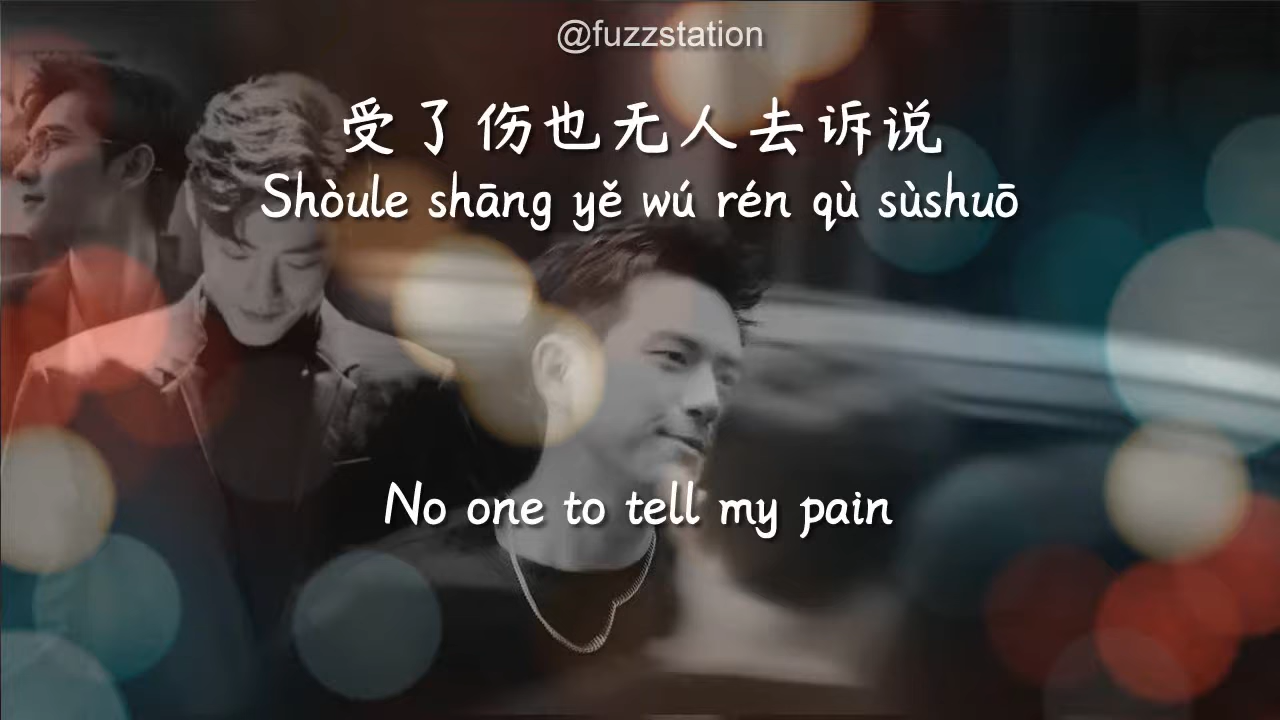 @fuzzstation
受了伤也无人去诉说
Shòule shāng yě wú rén qù sùshuō
No one to tell my pain